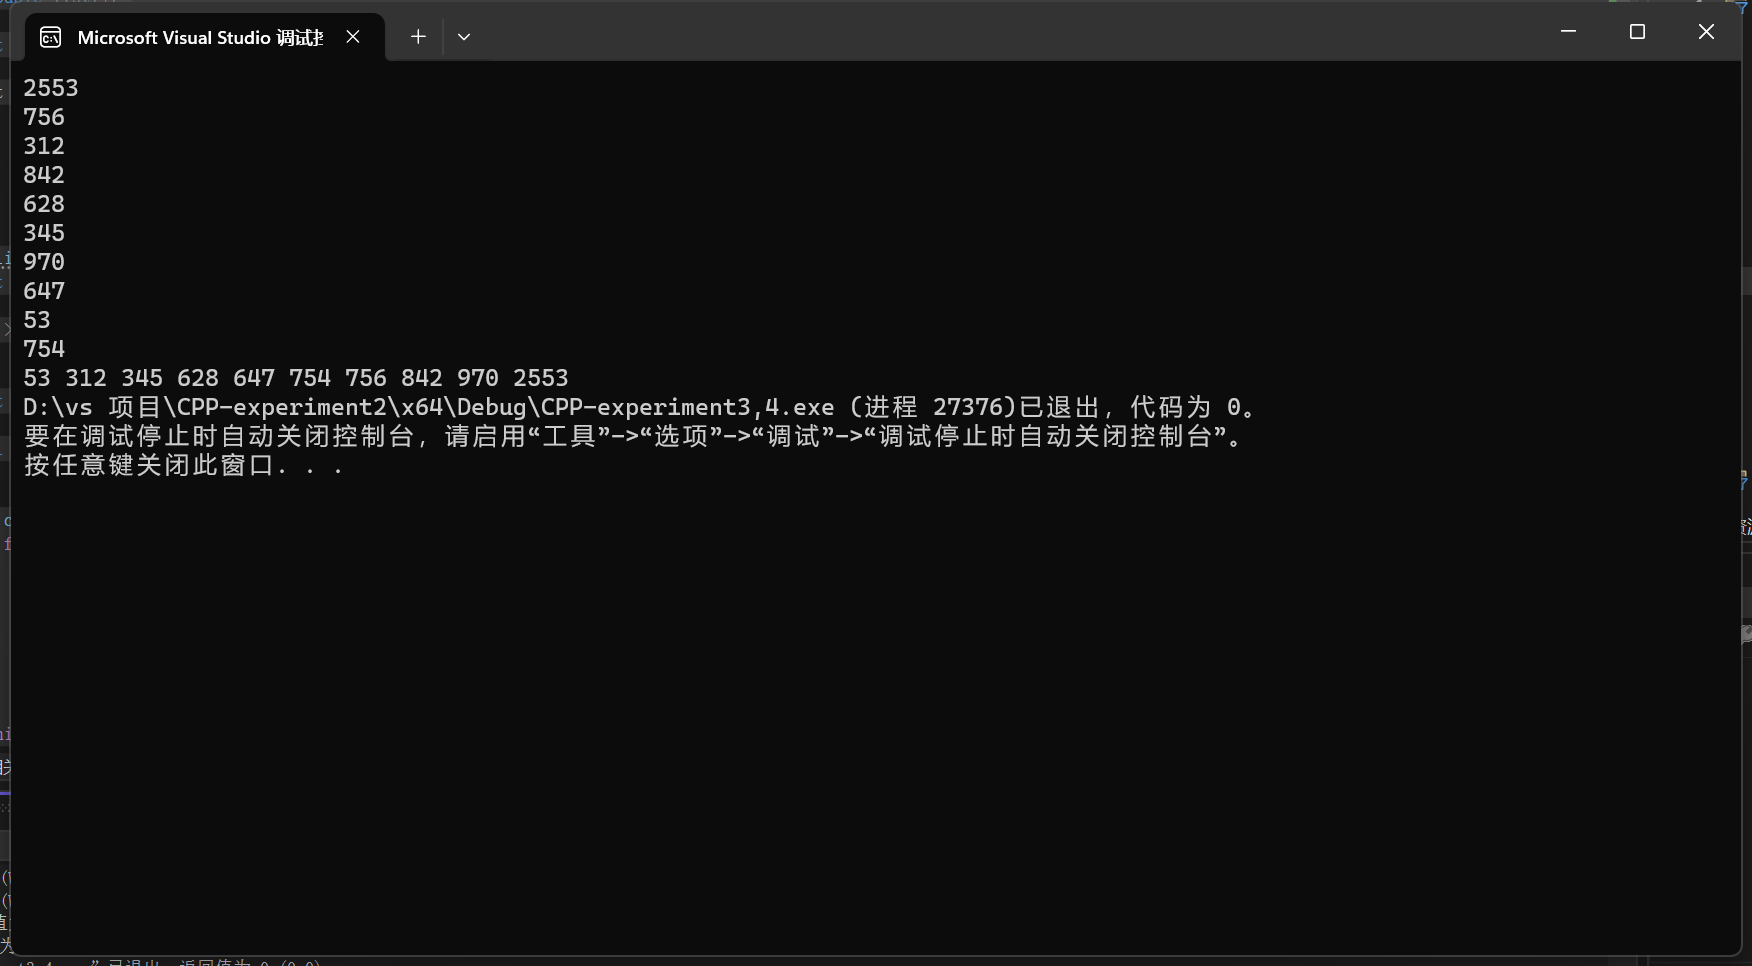 Microsoft Visual Studio 调试
2553
756
312
842
628
345
970
647
53
754
53 312 345 628 647 754 756 842 970 2553
D:\vs 项目\CPP-experiment2\x64\Debug\CPP-experiment3,4.exe (进程 27376)已退出，代码为 0。
要在调试停止时自动关闭控制台，请启用“工具”->“选项”->“调试”->“调试停止时自动关闭控制台”。
按任意键关闭此窗口. . .